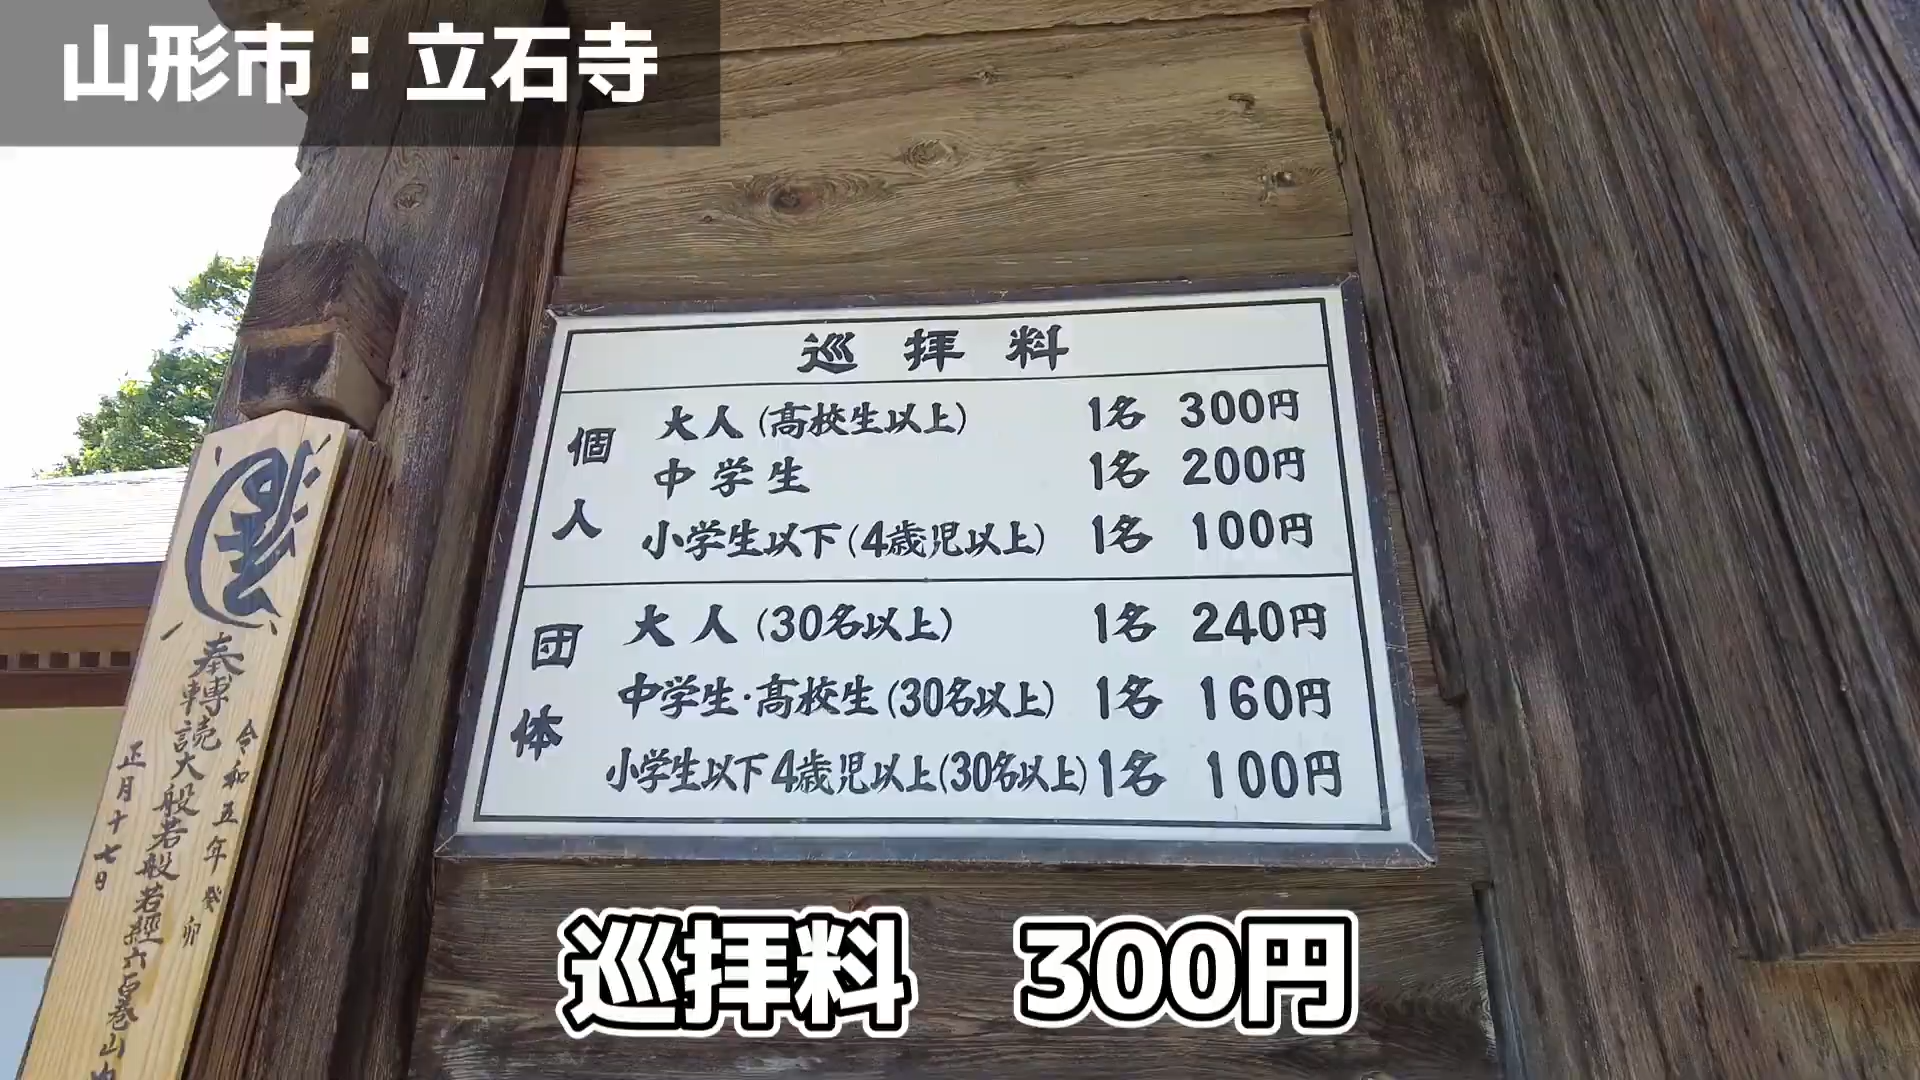 山形市：立石寺
巡拝料
個人
大人（高校生以上） 1名 300円
中学生 1名 200円
小学生以下（4歳児以上） 1名 100円
団体
大人（30名以上） 1名 240円
中学生・高校生（30名以上） 1名 160円
小学生以下4歳児以上（30名以上） 1名 100円
令和五年癸卯
奉轉読大般若般若經六百巻山
正月十七日
巡拝料 300円